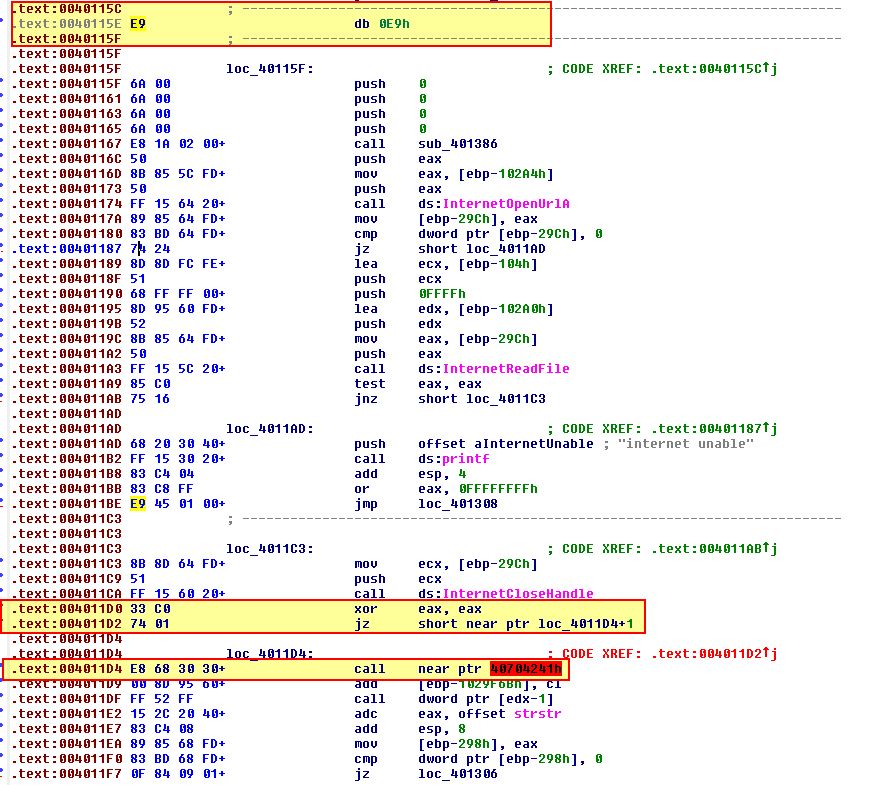 .text:0040115C ; ---------------------------------------------------------------------------
.text:0040115E E9 db 0E9h
.text:0040115F ; ---------------------------------------------------------------------------
.text:0040115F
.text:0040115F loc_40115F: ; CODE XREF: .text:0040115C↑j
.text:0040115F 6A 00 push 0
.text:00401161 6A 00 push 0
.text:00401163 6A 00 push 0
.text:00401165 6A 00 push 0
.text:00401167 E8 1A 02 00+ call sub_401386
.text:0040116C 50 push eax
.text:0040116D 8B 85 5C FD+ mov eax, [ebp-102A4h]
.text:00401173 50 push eax
.text:00401174 FF 15 64 20+ call ds:InternetOpenUrlA
.text:0040117A 89 85 64 FD+ mov [ebp-29Ch], eax
.text:00401180 83 BD 64 FD+ cmp dword ptr [ebp-29Ch], 0
.text:00401187 74 24 jz short loc_4011AD
.text:00401189 8D 8D FC FE+ lea ecx, [ebp-104h]
.text:0040118F 51 push ecx
.text:00401190 68 FF FF 00+ push 0FFFFh
.text:00401195 8D 95 60 FD+ lea edx, [ebp-102A0h]
.text:0040119B 52 push edx
.text:0040119C 8B 85 64 FD+ mov eax, [ebp-29Ch]
.text:004011A2 50 push eax
.text:004011A3 FF 15 5C 20+ call ds:InternetReadFile
.text:004011A9 85 C0 test eax, eax
.text:004011AB 75 16 jnz short loc_4011C3
.text:004011AD
.text:004011AD loc_4011AD: ; CODE XREF: .text:00401187↑j
.text:004011AD 68 20 30 40+ push offset aInternetUnable ; "internet unable"
.text:004011B2 FF 15 30 20+ call ds:printf
.text:004011B8 83 C4 04 add esp, 4
.text:004011BB 83 C8 FF or eax, 0FFFFFFFFh
.text:004011BE E9 45 01 00+ jmp loc_401308
.text:004011C3 ; ---------------------------------------------------------------------------
.text:004011C3
.text:004011C3 loc_4011C3: ; CODE XREF: .text:004011AB↑j
.text:004011C3 8B 8D 64 FD+ mov ecx, [ebp-29Ch]
.text:004011C9 51 push ecx
.text:004011CA FF 15 60 20+ call ds:InternetCloseHandle
.text:004011D0 33 C0 xor eax, eax
.text:004011D2 74 01 jz short near ptr loc_4011D4+1
.text:004011D4
.text:004011D4 loc_4011D4: ; CODE XREF: .text:004011D2↑j
.text:004011D4 E8 68 30 30+ call near ptr 40704241h
.text:004011D9 00 8D 95 60+ add [ebp-1029F6Bh], cl
.text:004011DF FF 52 FF call dword ptr [edx-1]
.text:004011E2 15 2C 20 40+ adc eax, offset strstr
.text:004011E7 83 C4 08 add esp, 8
.text:004011EA 89 85 68 FD+ mov [ebp-298h], eax
.text:004011F0 83 BD 68 FD+ cmp dword ptr [ebp-298h], 0
.text:004011F7 0F 84 09 01+ jz loc_401306